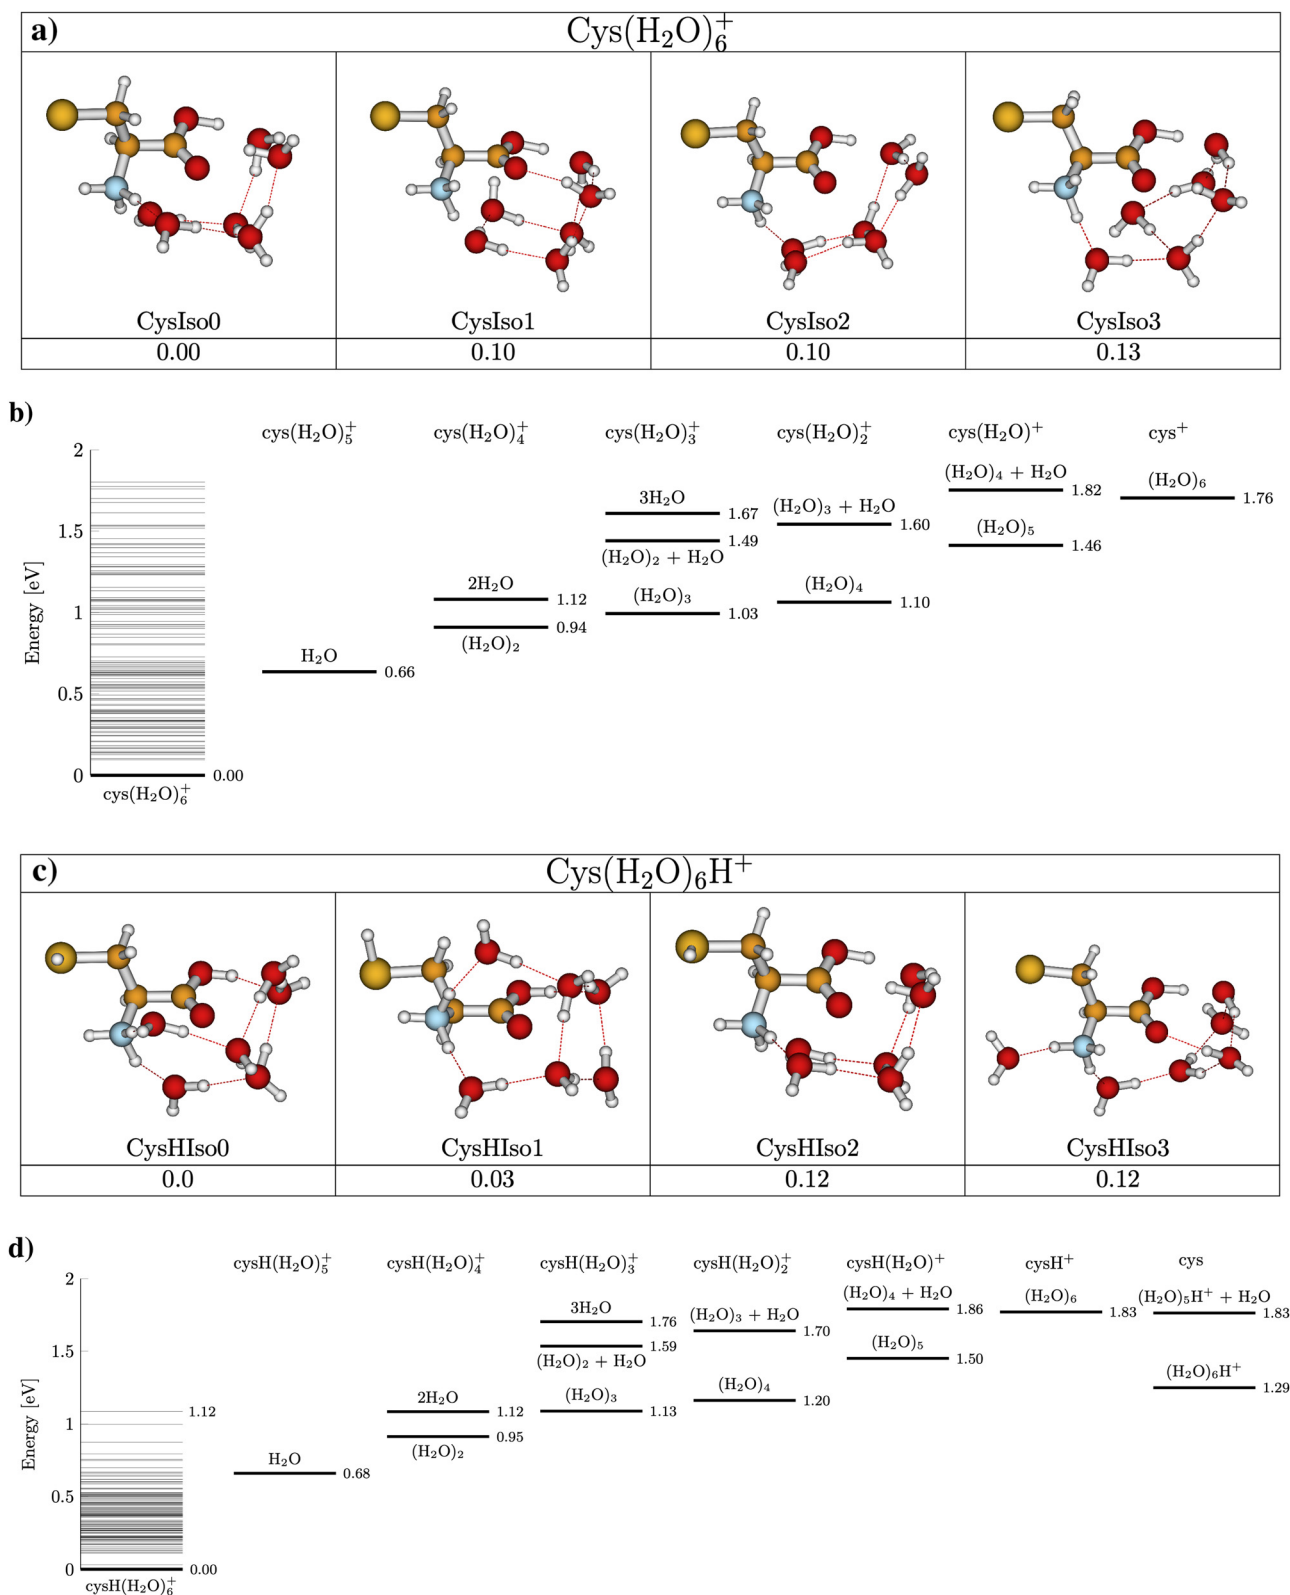 a)
Cys(H₂O)₆⁺
CysIso0 CysIso1 CysIso2 CysIso3
0.00 0.10 0.10 0.13
b)
cys(H₂O)₅⁺ cys(H₂O)₄⁺ cys(H₂O)₃⁺ cys(H₂O)₂⁺ cys(H₂O)⁺ cys⁺
2
(H₂O)₄ + H₂O 1.82
(H₂O)₆ 1.76
3H₂O 1.67
(H₂O)₃ + H₂O 1.60
1.5
1.49
(H₂O)₂ + H₂O
(H₂O)₅ 1.46
Energy [eV]
2H₂O 1.12
(H₂O)₃ 1.03
(H₂O)₄ 1.10
1
0.94
(H₂O)₂
H₂O 0.66
0.5
0
0.00
cys(H₂O)₆⁺
c)
Cys(H₂O)₆H⁺
CysHIso0 CysHIso1 CysHIso2 CysHIso3
0.0 0.03 0.12 0.12
d)
cysH(H₂O)₅⁺ cysH(H₂O)₄⁺ cysH(H₂O)₃⁺ cysH(H₂O)₂⁺ cysH(H₂O)⁺ cysH⁺ cys
2
(H₂O)₄ + H₂O 1.86
(H₂O)₆ 1.83
(H₂O)₅H⁺ + H₂O 1.83
3H₂O 1.76
(H₂O)₃ + H₂O 1.70
1.59
(H₂O)₂ + H₂O
1.5
(H₂O)₅ 1.50
(H₂O)₆H⁺ 1.29
Energy [eV]
1.12
2H₂O 1.12
(H₂O)₃ 1.13
(H₂O)₄ 1.20
1
0.95
(H₂O)₂
H₂O 0.68
0.5
0
0.00
cysH(H₂O)₆⁺